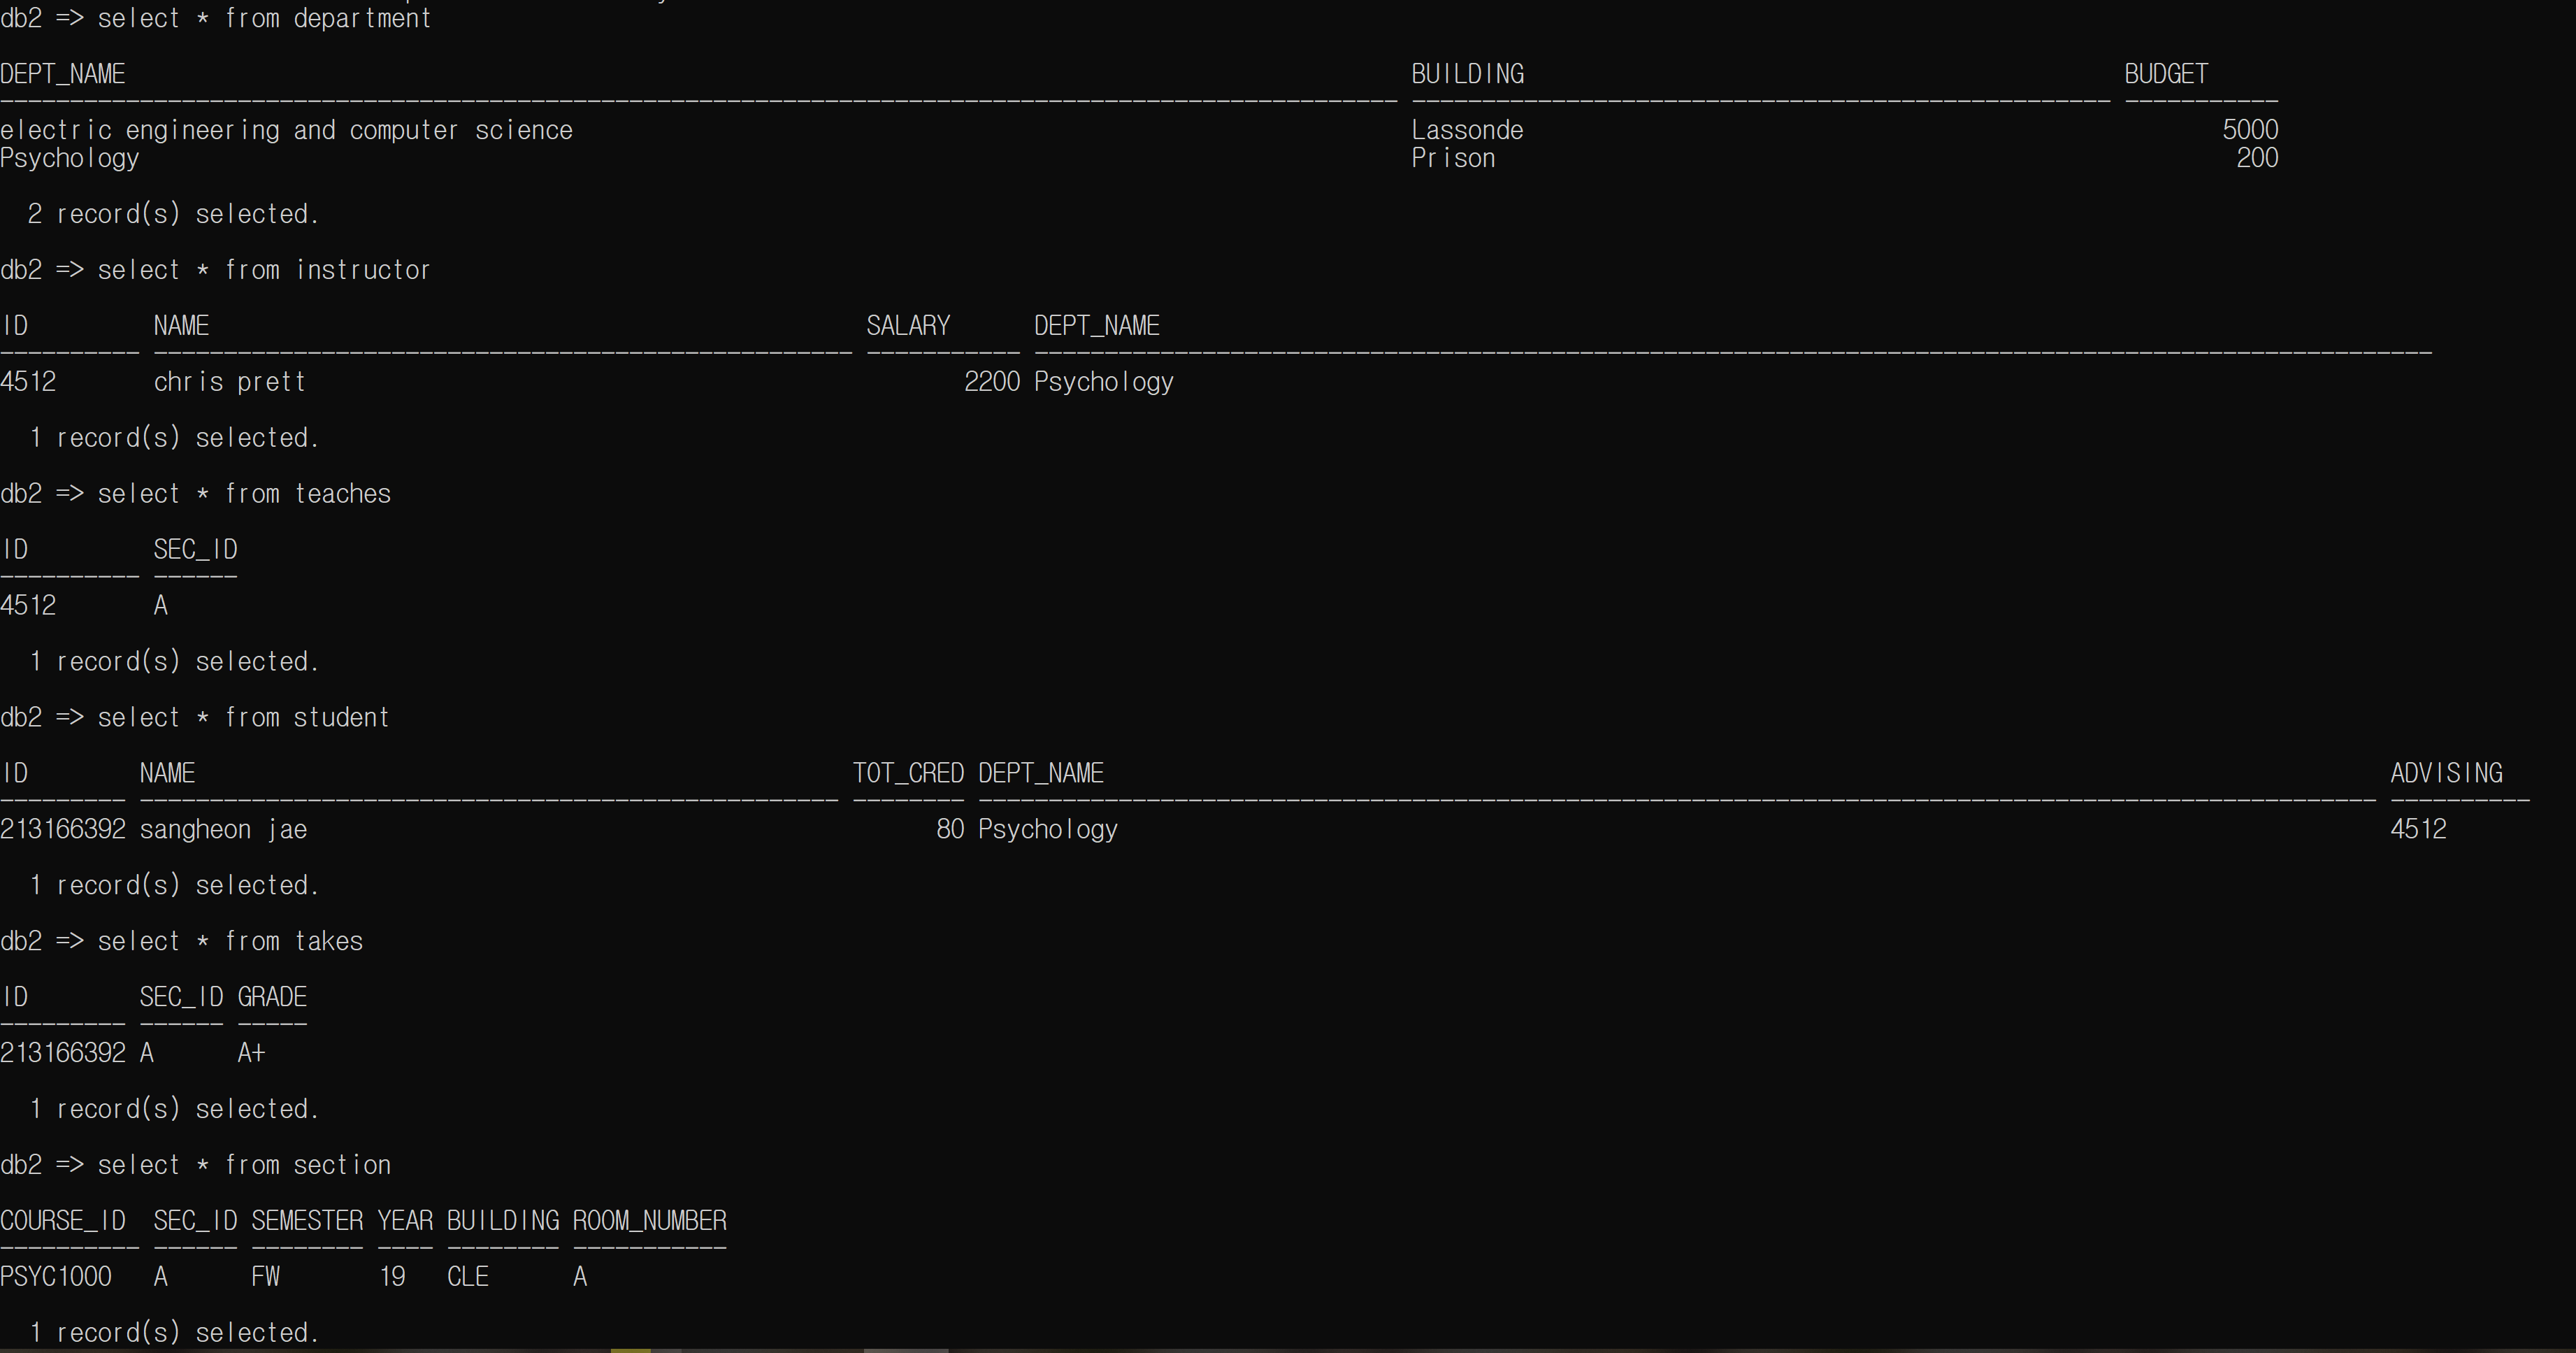 db2 => select * from department
DEPT_NAME BUILDING BUDGET
---------------------------------------------------------------------------------------------------- -------------------------------------------------- -----------
electric engineering and computer science Lassonde 5000
Psychology Prison 200
2 record(s) selected.
db2 => select * from instructor
ID NAME SALARY DEPT_NAME
---------- -------------------------------------------------- ----------- ----------------------------------------------------------------------------------------------------
4512 chris prett 2200 Psychology
1 record(s) selected.
db2 => select * from teaches
ID SEC_ID
---------- ------
4512 A
1 record(s) selected.
db2 => select * from student
ID NAME TOT_CRED DEPT_NAME ADVISING
--------- -------------------------------------------------- -------- ---------------------------------------------------------------------------------------------------- ----------
213166392 sangheon jae 80 Psychology 4512
1 record(s) selected.
db2 => select * from takes
ID SEC_ID GRADE
--------- ------ -----
213166392 A A+
1 record(s) selected.
db2 => select * from section
COURSE_ID SEC_ID SEMESTER YEAR BUILDING ROOM_NUMBER
---------- ------ -------- ---- -------- -----------
PSYC1000 A FW 19 CLE A
1 record(s) selected.